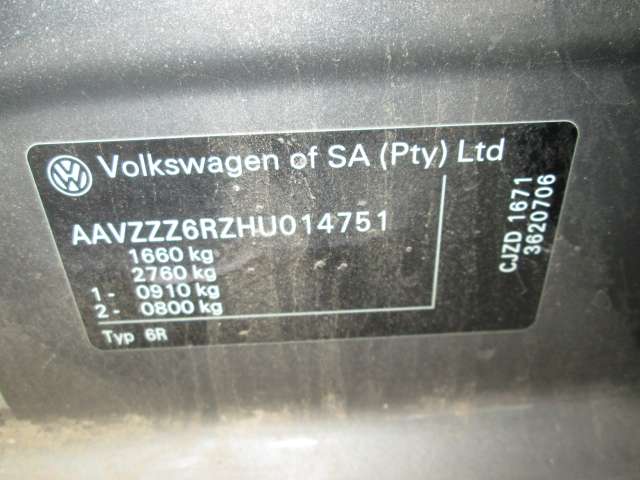 Volkswagen of SA (Pty) Ltd
AAVZZZ6RZHU014751
1660 kg
2760 kg
1 - 0910 kg
2 - 0800 kg
Typ 6R
CJZD 1671
3620706